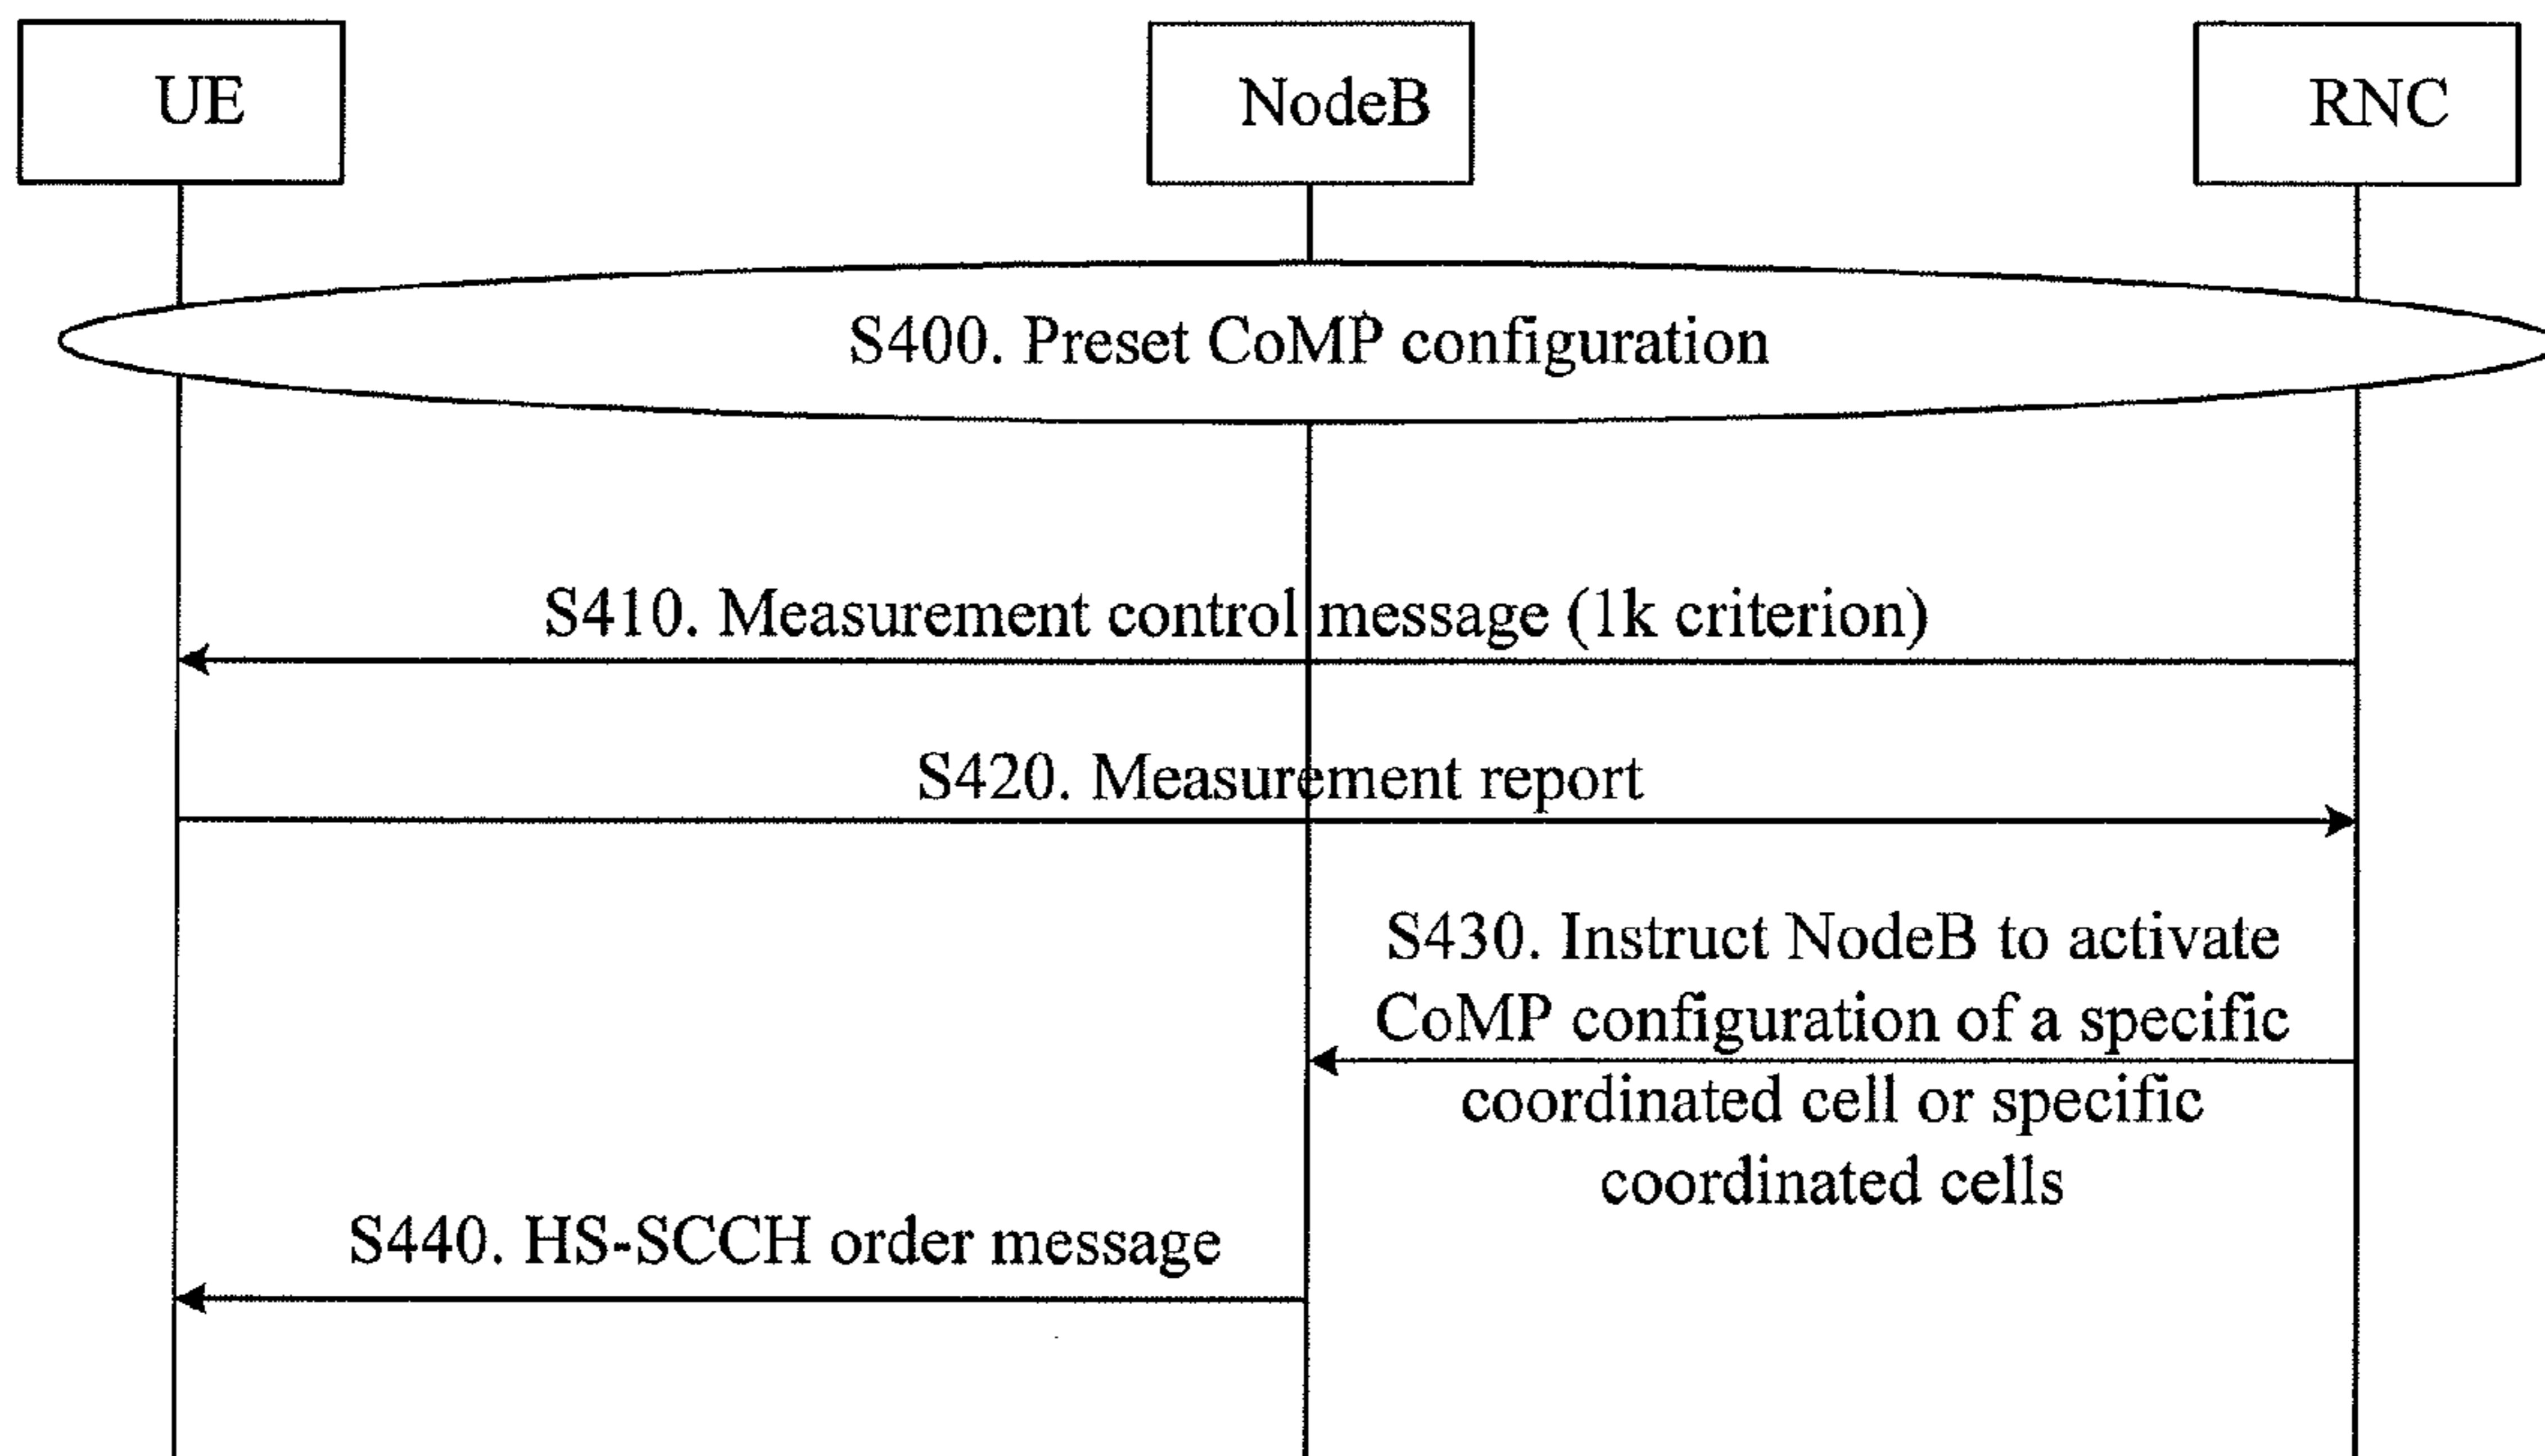 UE
NodeB
RNC
S400. Preset CoMP configuration
S410. Measurement control message (1k criterion)
S420. Measurement report
S430. Instruct NodeB to activate
CoMP configuration of a specific
coordinated cell or specific
coordinated cells
S440. HS-SCCH order message